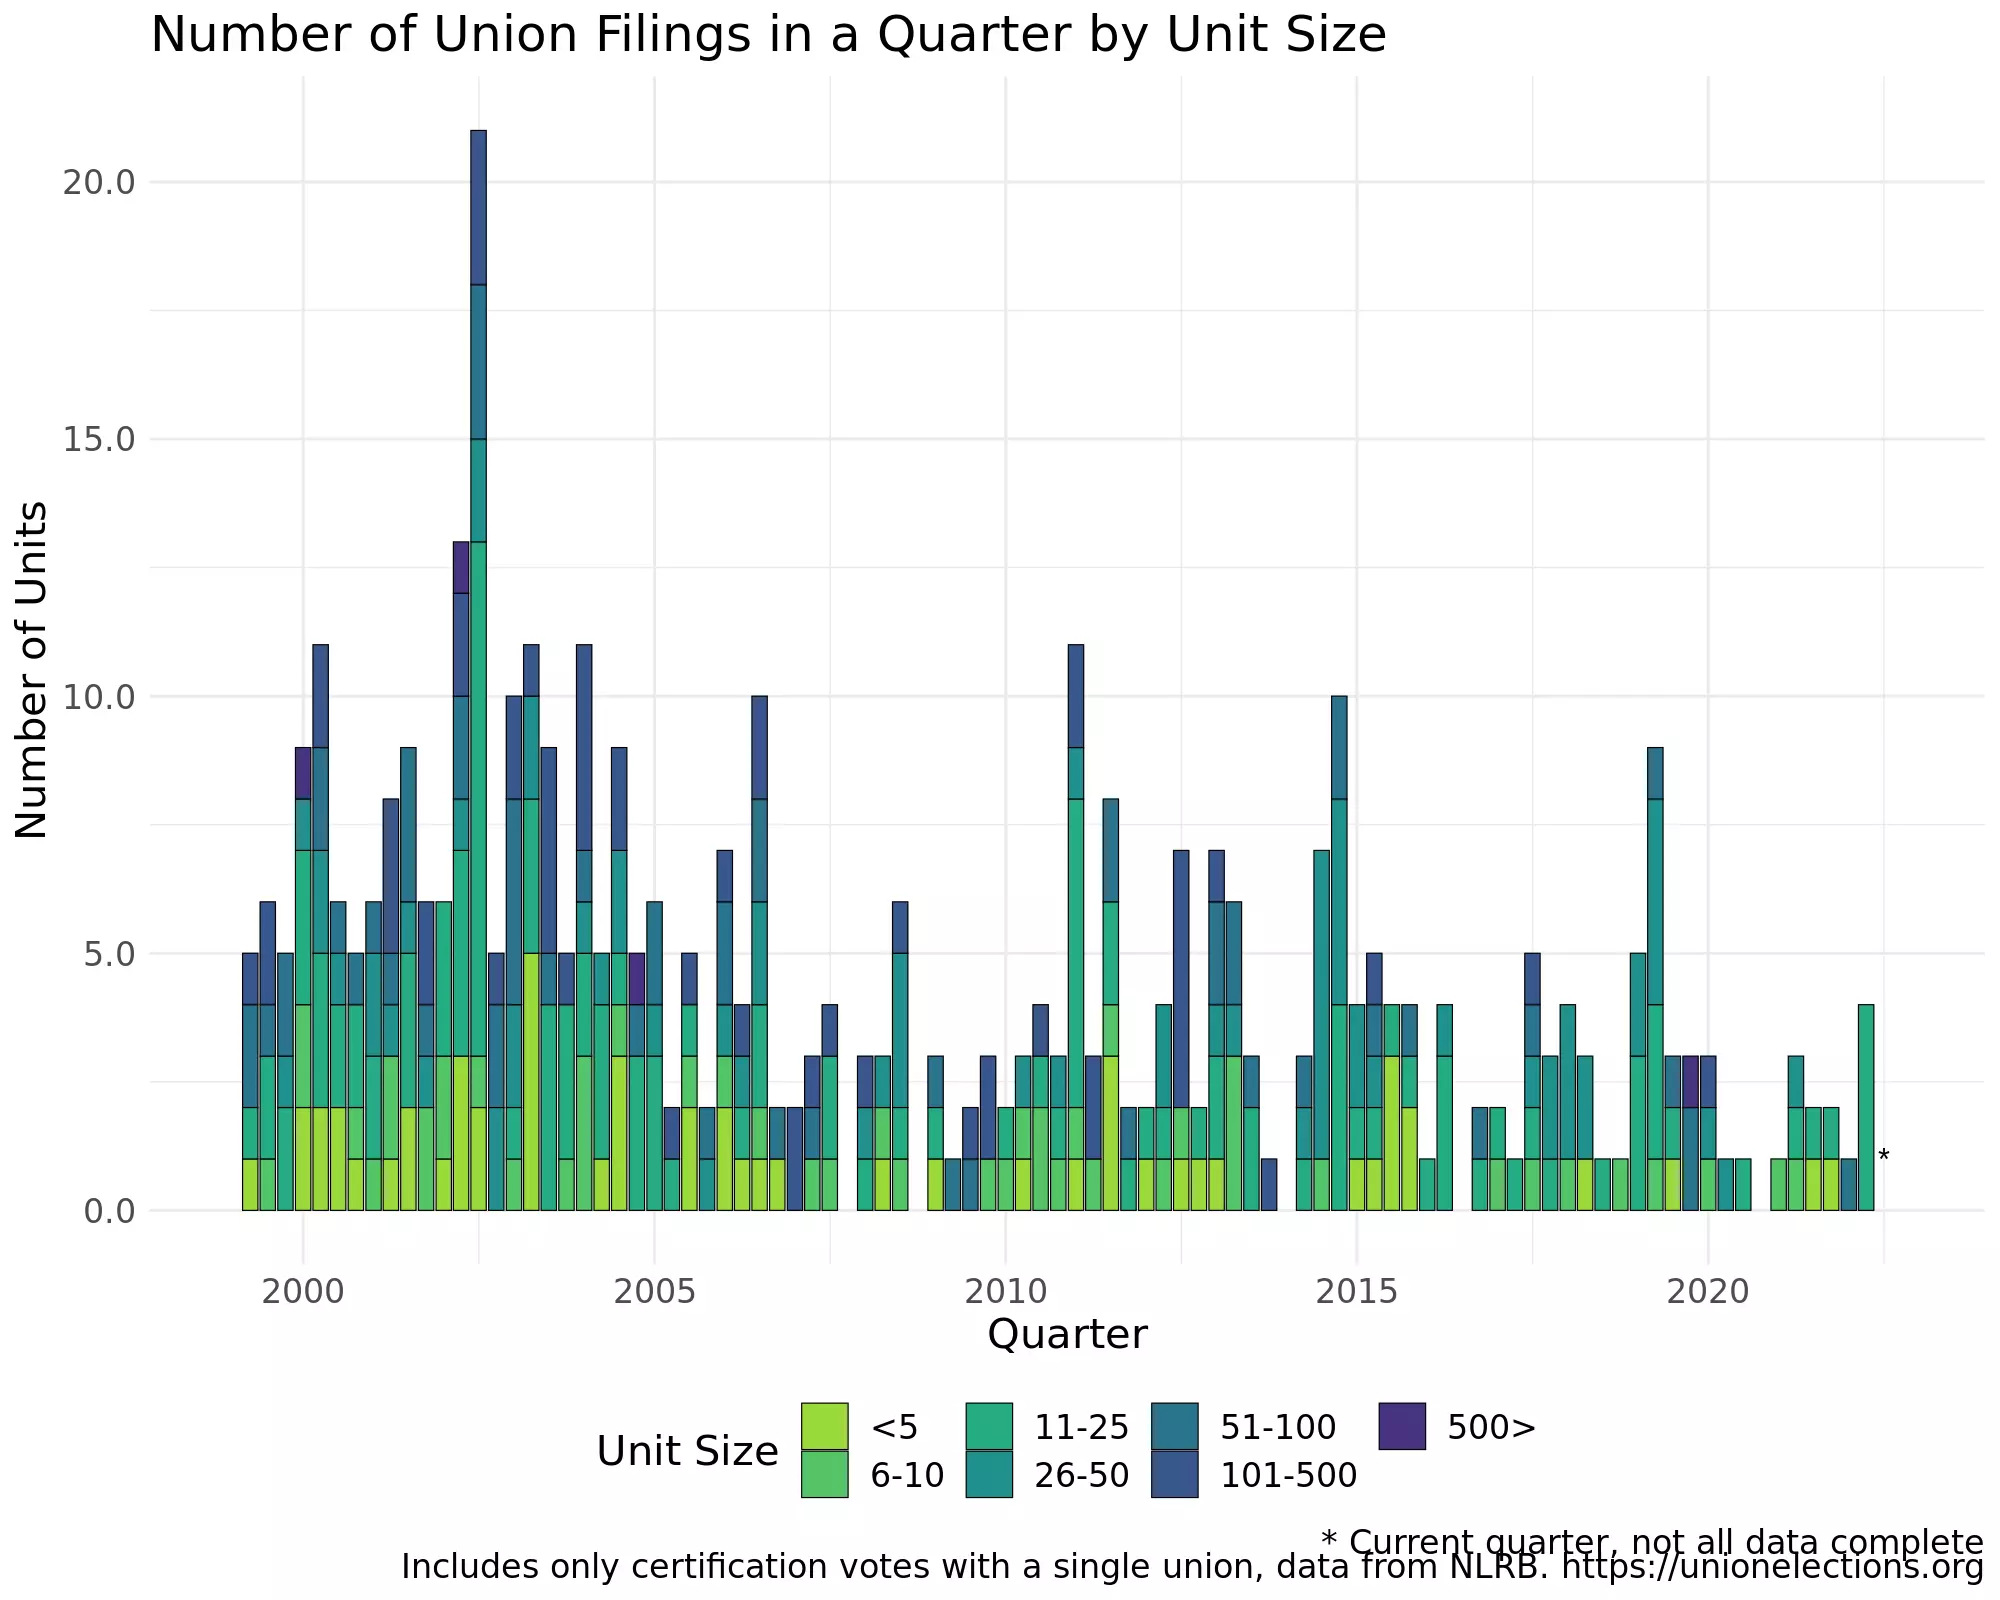 Number of Union Filings in a Quarter by Unit Size
Number of Units
20.0
15.0
10.0
5.0
0.0
*
2000 2005 2010 2015 2020
Quarter
Unit Size
<5 11-25 51-100 500>
6-10 26-50 101-500
* Current quarter, not all data complete
Includes only certification votes with a single union, data from NLRB. https://unionelections.org